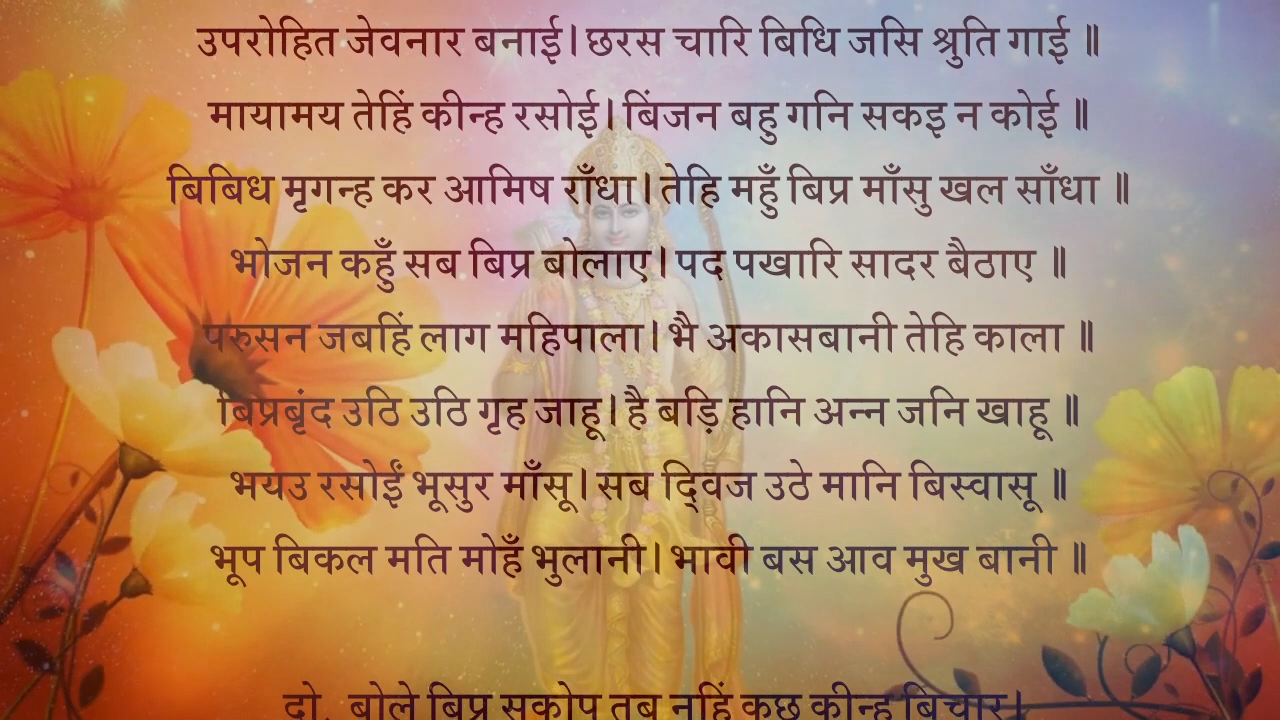 उपरोहित जेवनार बनाई। छरस चारि बिधि जसि श्रुति गाई ॥
मायामय तेहिं कीन्ह रसोई। बिंजन बहु गनि सकइ न कोई ॥
बिबिध मृगन्ह कर आमिष राँधा। तेहि महुँ बिप्र माँसु खल साँधा ॥
भोजन कहुँ सब बिप्र बोलाए। पद पखारि सादर बैठाए ॥
परुसन जबहिं लाग महिपाला। भै अकासबानी तेहि काला ॥
बिप्रबृंद उठि उठि गृह जाहू। है बड़ि हानि अन्न जनि खाहू ॥
भयउ रसोईं भूसुर माँसू। सब द्विज उठे मानि बिस्वासू ॥
भूप बिकल मति मोहँ भुलानी। भावी बस आव मुख बानी ॥
दो. बोले बिप्र सकोप तब नहिं कछु कीन्ह बिचार।